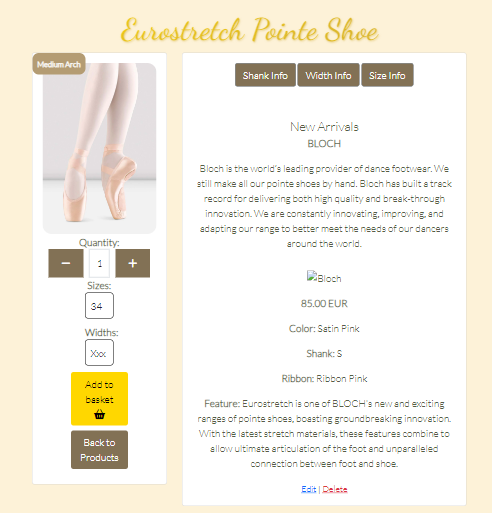 Eurostretch Pointe Shoe
Medium Arch
Quantity:
1
Sizes:
34
Widths:
Xxx
Add to
basket
Back to
Products
Shank Info
Width Info
Size Info
New Arrivals
BLOCH
Bloch is the world's leading provider of dance footwear. We
still make all our pointe shoes by hand. Bloch has built a track
record for delivering both high quality and break-through
innovation. We are constantly innovating, improving, and
adapting our range to better meet the needs of our dancers
around the world.
Bloch
85.00 EUR
Color: Satin Pink
Shank: S
Ribbon: Ribbon Pink
Feature: Eurostretch is one of BLOCH's new and exciting
ranges of pointe shoes, boasting groundbreaking innovation.
With the latest stretch materials, these features combine to
allow ultimate articulation of the foot and unparalleled
connection between foot and shoe.
Edit | Delete